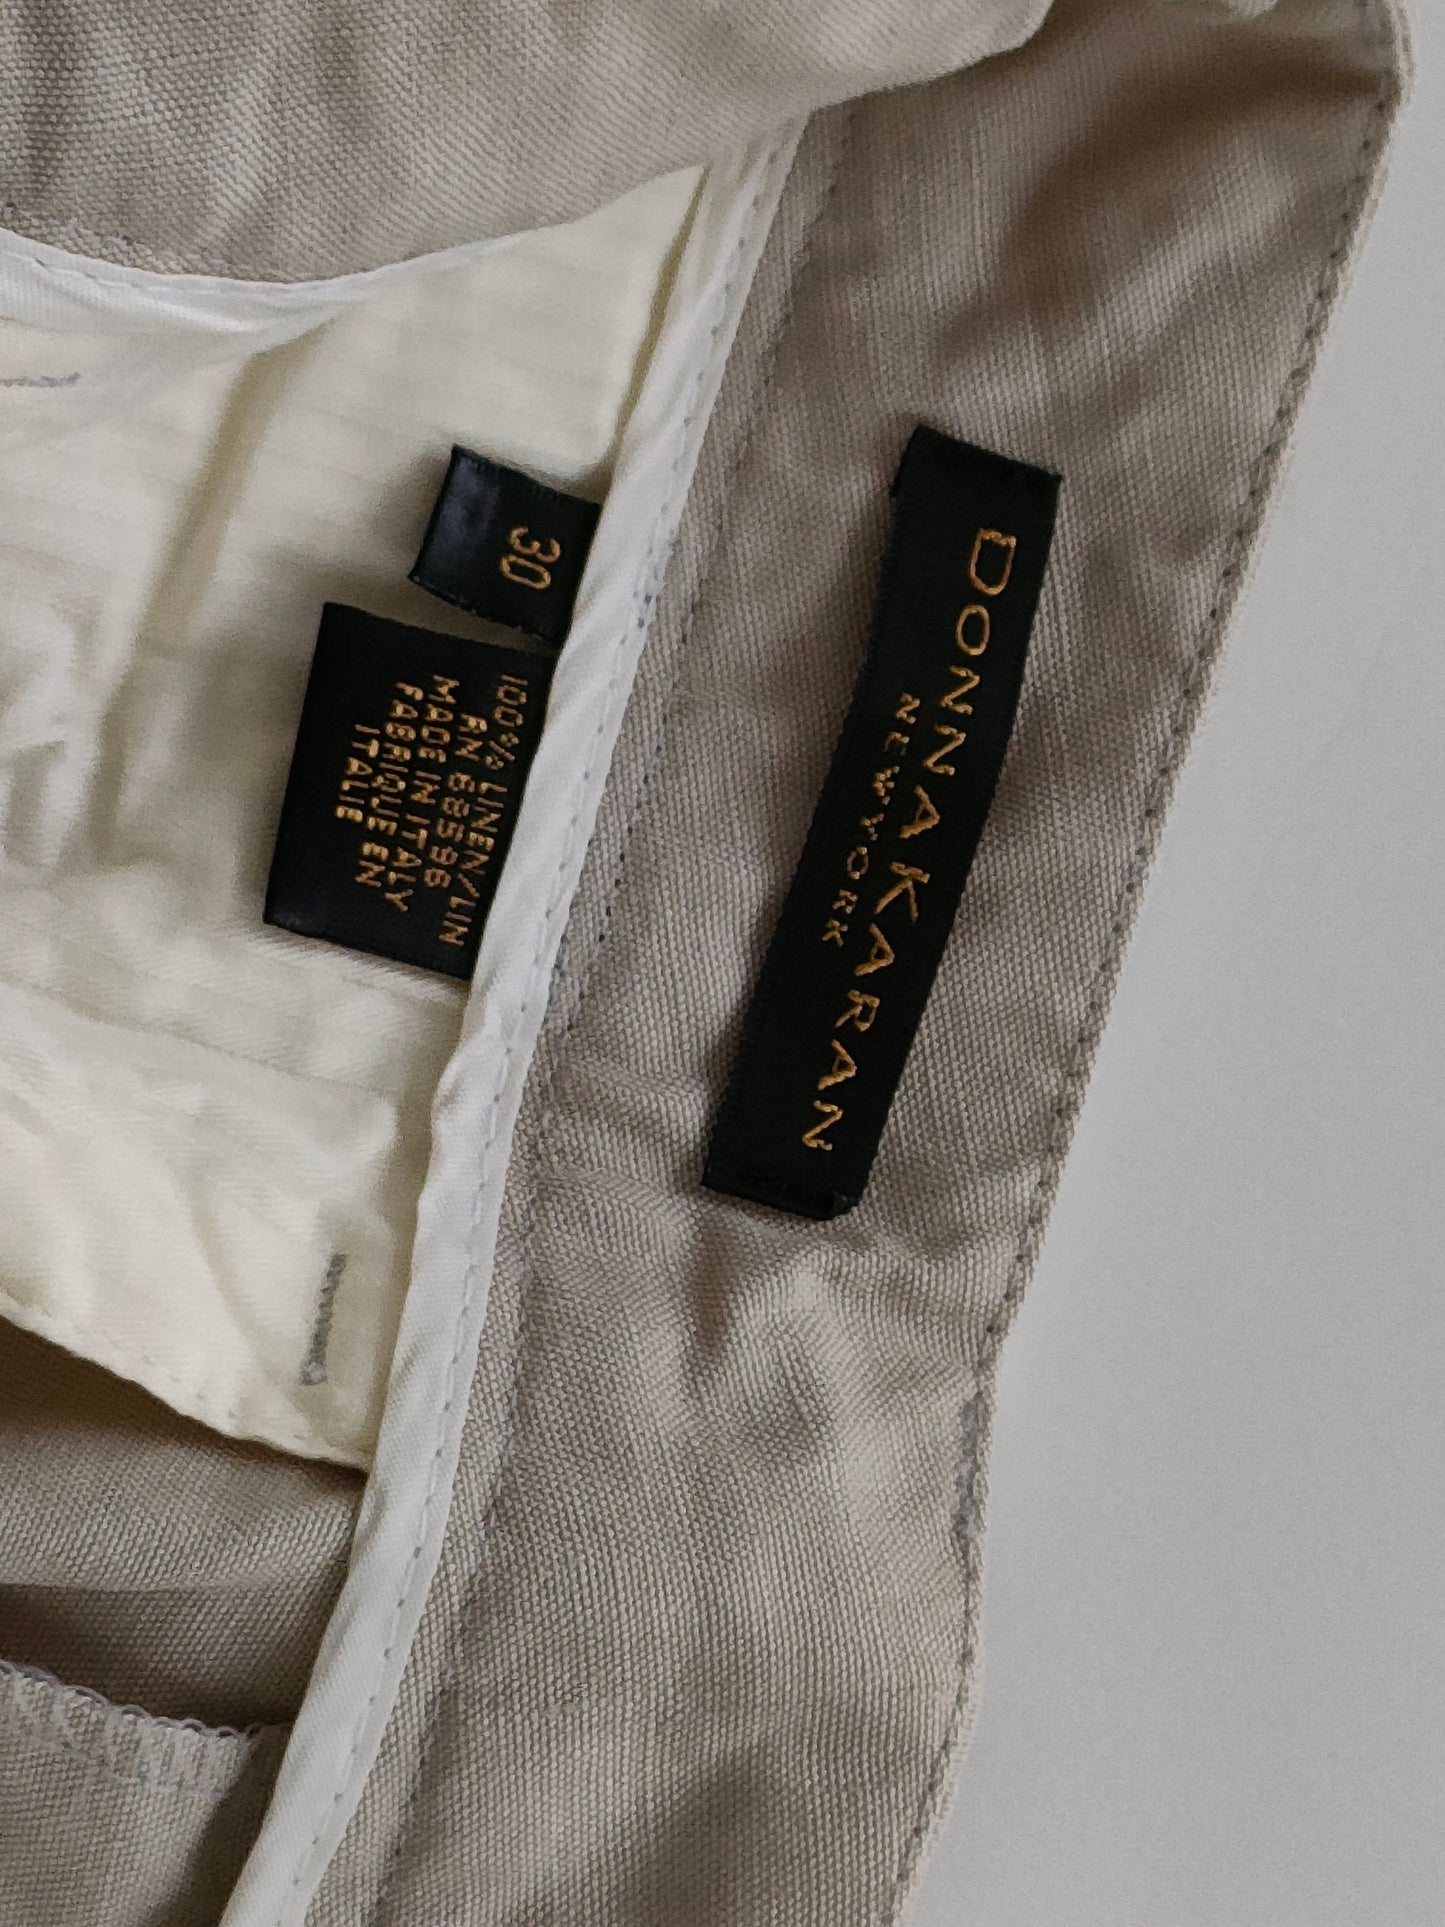 DONNA KARAN
NEW YORK
30
100% LINEN/LIN
RN 68596
MADE IN ITALY
FABRIQUE EN
ITALIE